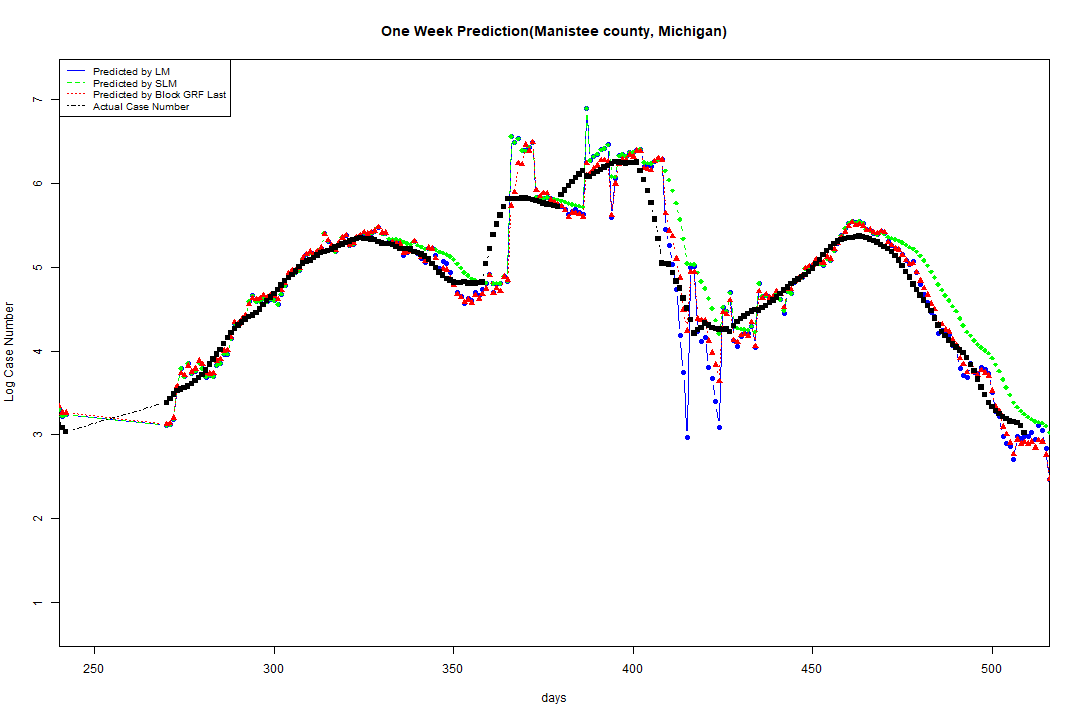 One Week Prediction(Manistee county, Michigan)
Predicted by LM
Predicted by SLM
Predicted by Block GRF Last
Actual Case Number
7
6
5
4
3
2
1
Log Case Number
250 300 350 400 450 500
days